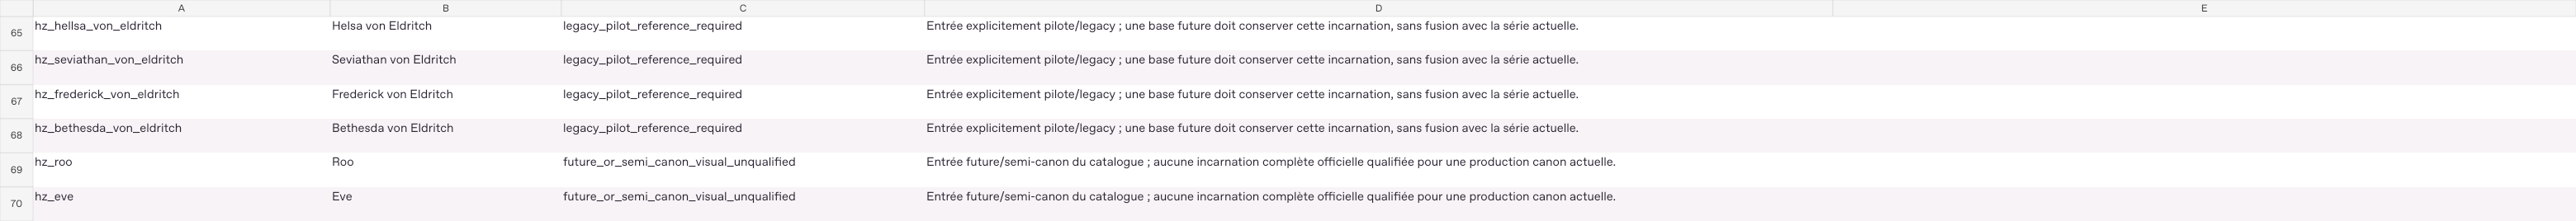 A B C D E
65 hz_hellsa_von_eldritch Helsa von Eldritch legacy_pilot_reference_required Entrée explicitement pilote/legacy ; une base future doit conserver cette incarnation, sans fusion avec la série actuelle.
66 hz_seviathan_von_eldritch Seviathan von Eldritch legacy_pilot_reference_required Entrée explicitement pilote/legacy ; une base future doit conserver cette incarnation, sans fusion avec la série actuelle.
67 hz_frederick_von_eldritch Frederick von Eldritch legacy_pilot_reference_required Entrée explicitement pilote/legacy ; une base future doit conserver cette incarnation, sans fusion avec la série actuelle.
68 hz_bethesda_von_eldritch Bethesda von Eldritch legacy_pilot_reference_required Entrée explicitement pilote/legacy ; une base future doit conserver cette incarnation, sans fusion avec la série actuelle.
69 hz_roo Roo future_or_semi_canon_visual_unqualified Entrée future/semi-canon du catalogue ; aucune incarnation complète officielle qualifiée pour une production canon actuelle.
70 hz_eve Eve future_or_semi_canon_visual_unqualified Entrée future/semi-canon du catalogue ; aucune incarnation complète officielle qualifiée pour une production canon actuelle.